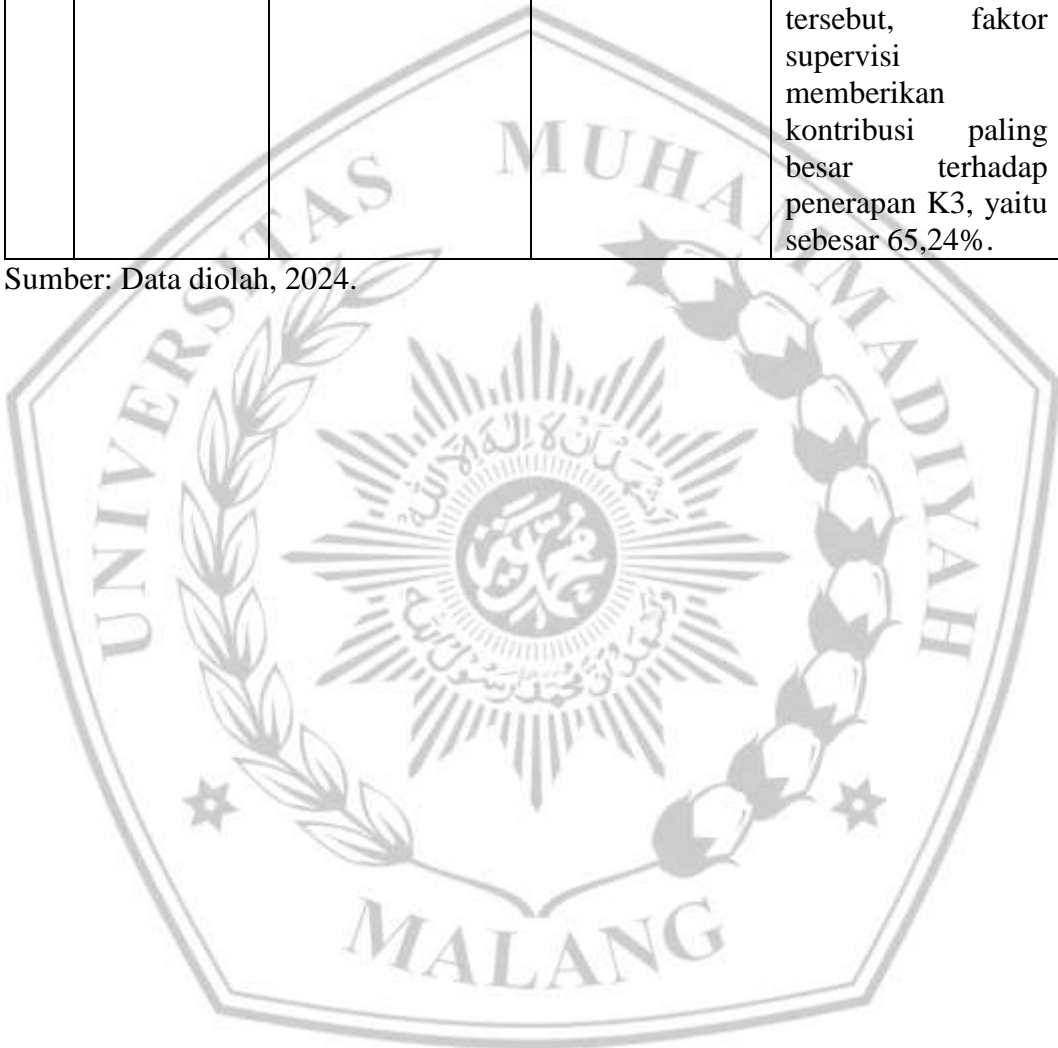 tersebut, faktor
supervisi
memberikan
kontribusi paling
besar terhadap
penerapan K3, yaitu
sebesar 65,24%.
Sumber: Data diolah, 2024.
UNIVERSITAS MUHAMMADIYAH
MALANG